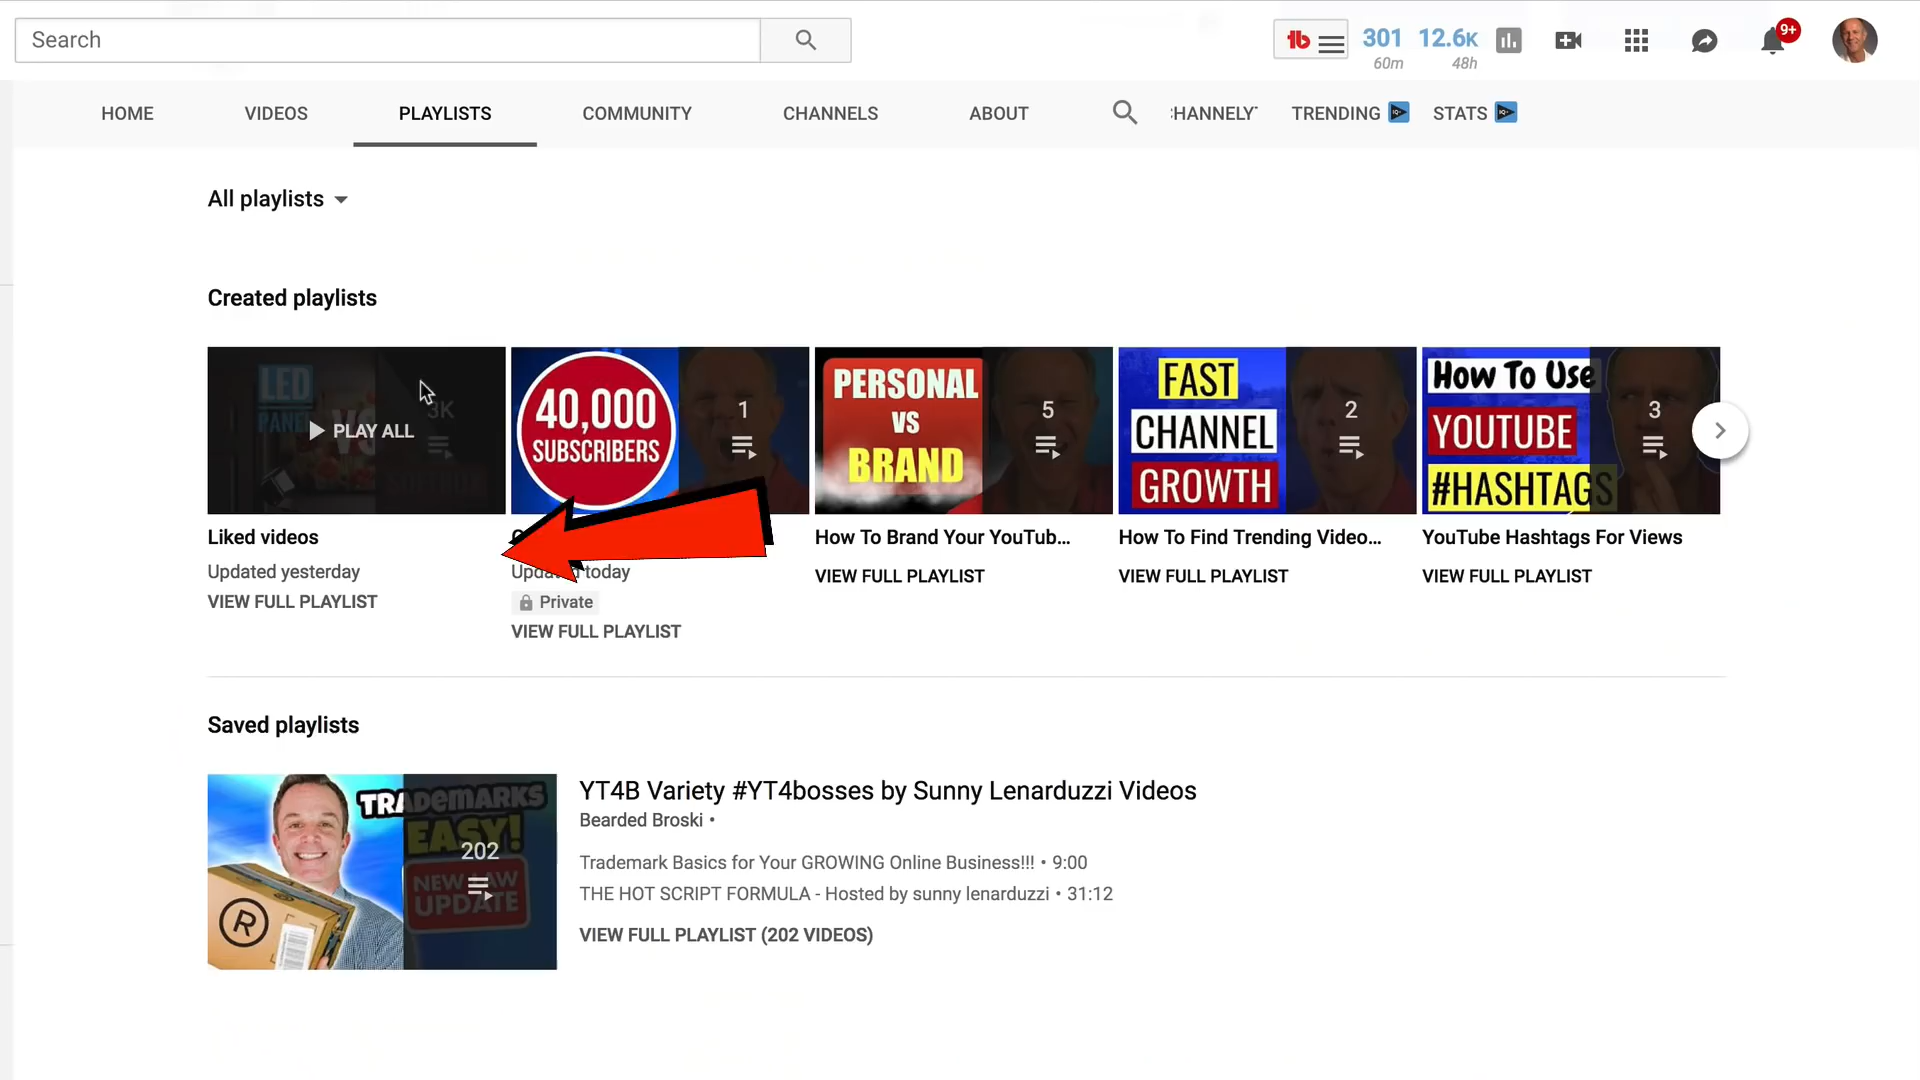 Search
301
60m
12.6K
48h
9+
HOME
VIDEOS
PLAYLISTS
COMMUNITY
CHANNELS
ABOUT
HANNELY
TRENDING
STATS
All playlists
Created playlists
LED
PANEL
VS
SOFTBOX
3K
PLAY ALL
Liked videos
Updated yesterday
VIEW FULL PLAYLIST
40,000
SUBSCRIBERS
1
Updated today
Private
VIEW FULL PLAYLIST
PERSONAL
VS
BRAND
5
How To Brand Your YouTub...
VIEW FULL PLAYLIST
FAST
CHANNEL
GROWTH
2
How To Find Trending Video...
VIEW FULL PLAYLIST
How To Use
YOUTUBE
#HASHTAGS
3
YouTube Hashtags For Views
VIEW FULL PLAYLIST
Saved playlists
TRADEMARKS
EASY!
NEW LAW
UPDATE
R
202
YT4B Variety #YT4bosses by Sunny Lenarduzzi Videos
Bearded Broski •
Trademark Basics for Your GROWING Online Business!!! • 9:00
THE HOT SCRIPT FORMULA - Hosted by sunny lenarduzzi • 31:12
VIEW FULL PLAYLIST (202 VIDEOS)